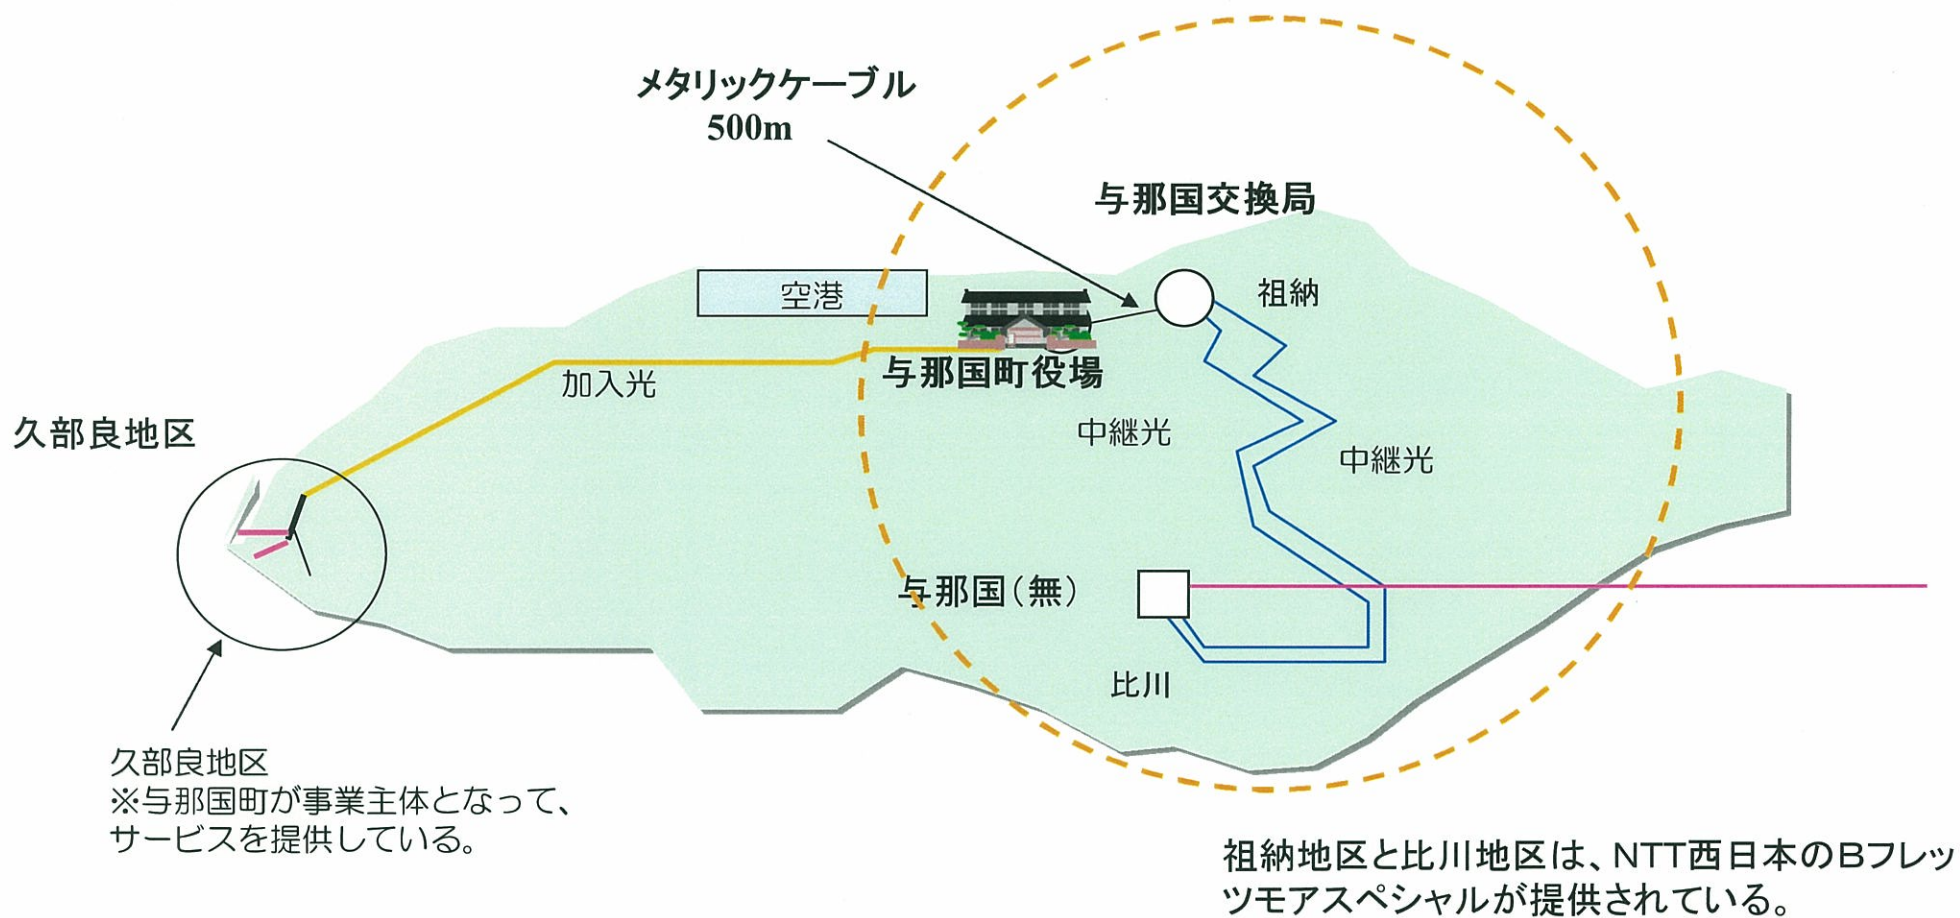 メタリックケーブル
500m
与那国交換局
空港
祖納
与那国町役場
加入光
久部良地区
中継光
中継光
与那国（無）
比川
久部良地区
※与那国町が事業主体となって、
サービスを提供している。
祖納地区と比川地区は、NTT西日本のBフレッ
ツモアスペシャルが提供されている。